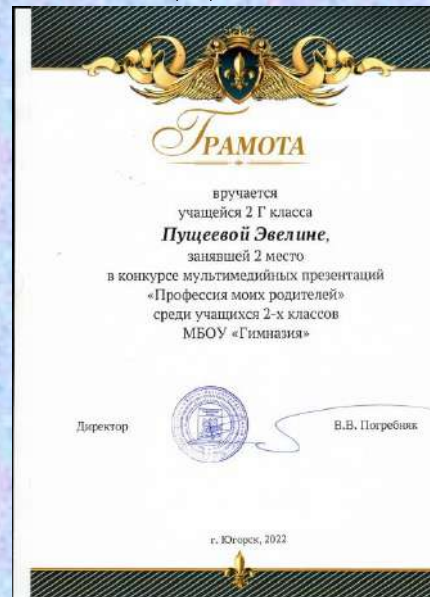 Грамота
вручается
учащейся 2 Г класса
Пущеевой Эвелине,
занявшей 2 место
в конкурсе мультимедийных презентаций
«Профессия моих родителей»
среди учащихся 2-х классов
МБОУ «Гимназия»
Директор В.В. Погребняк
г. Югорск, 2022